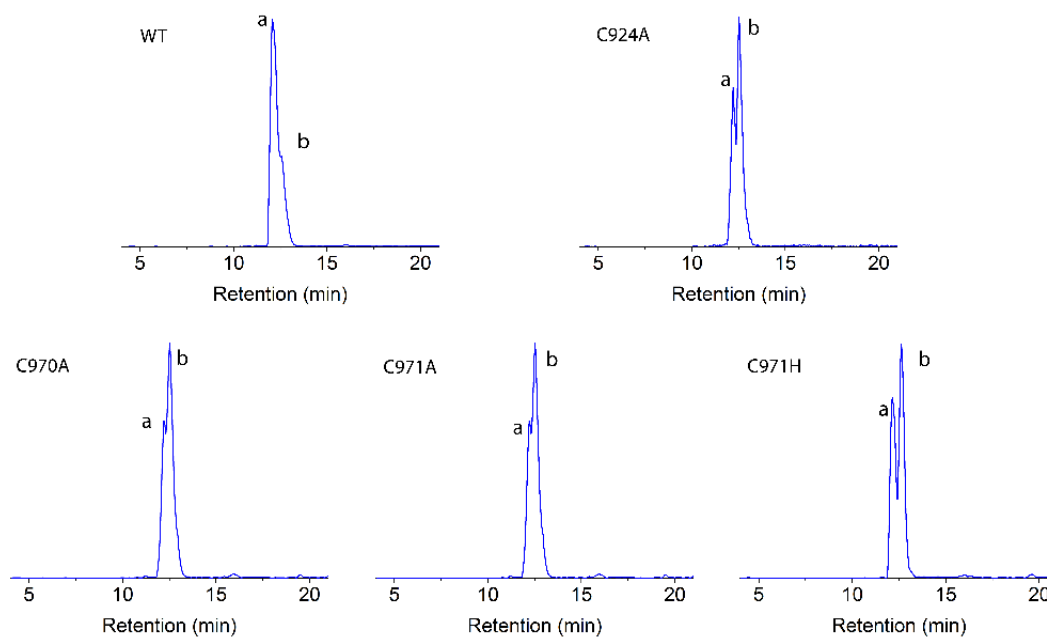 WT
a
b
5 10 15 20
Retention (min)
C924A
a
b
5 10 15 20
Retention (min)
C970A
a
b
5 10 15 20
Retention (min)
C971A
a
b
5 10 15 20
Retention (min)
C971H
a
b
5 10 15 20
Retention (min)